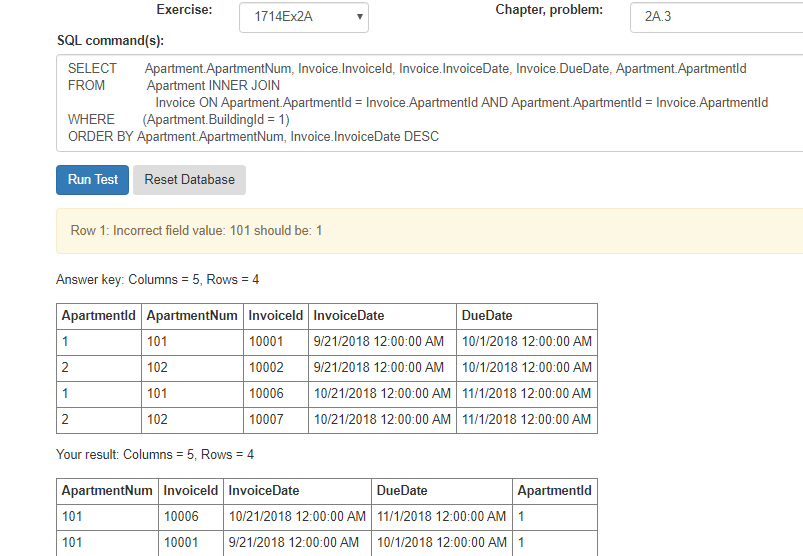 Exercise: 1714Ex2A Chapter, problem: 2A.3
SQL command(s):
SELECT Apartment.ApartmentNum, Invoice.InvoiceId, Invoice.InvoiceDate, Invoice.DueDate, Apartment.ApartmentId
FROM Apartment INNER JOIN
Invoice ON Apartment.ApartmentId = Invoice.ApartmentId AND Apartment.ApartmentId = Invoice.ApartmentId
WHERE (Apartment.BuildingId = 1)
ORDER BY Apartment.ApartmentNum, Invoice.InvoiceDate DESC
Run Test Reset Database
Row 1: Incorrect field value: 101 should be: 1
Answer key: Columns = 5, Rows = 4
ApartmentId ApartmentNum InvoiceId InvoiceDate DueDate
1 101 10001 9/21/2018 12:00:00 AM 10/1/2018 12:00:00 AM
2 102 10002 9/21/2018 12:00:00 AM 10/1/2018 12:00:00 AM
1 101 10006 10/21/2018 12:00:00 AM 11/1/2018 12:00:00 AM
2 102 10007 10/21/2018 12:00:00 AM 11/1/2018 12:00:00 AM
Your result: Columns = 5, Rows = 4
ApartmentNum InvoiceId InvoiceDate DueDate ApartmentId
101 10006 10/21/2018 12:00:00 AM 11/1/2018 12:00:00 AM 1
101 10001 9/21/2018 12:00:00 AM 10/1/2018 12:00:00 AM 1